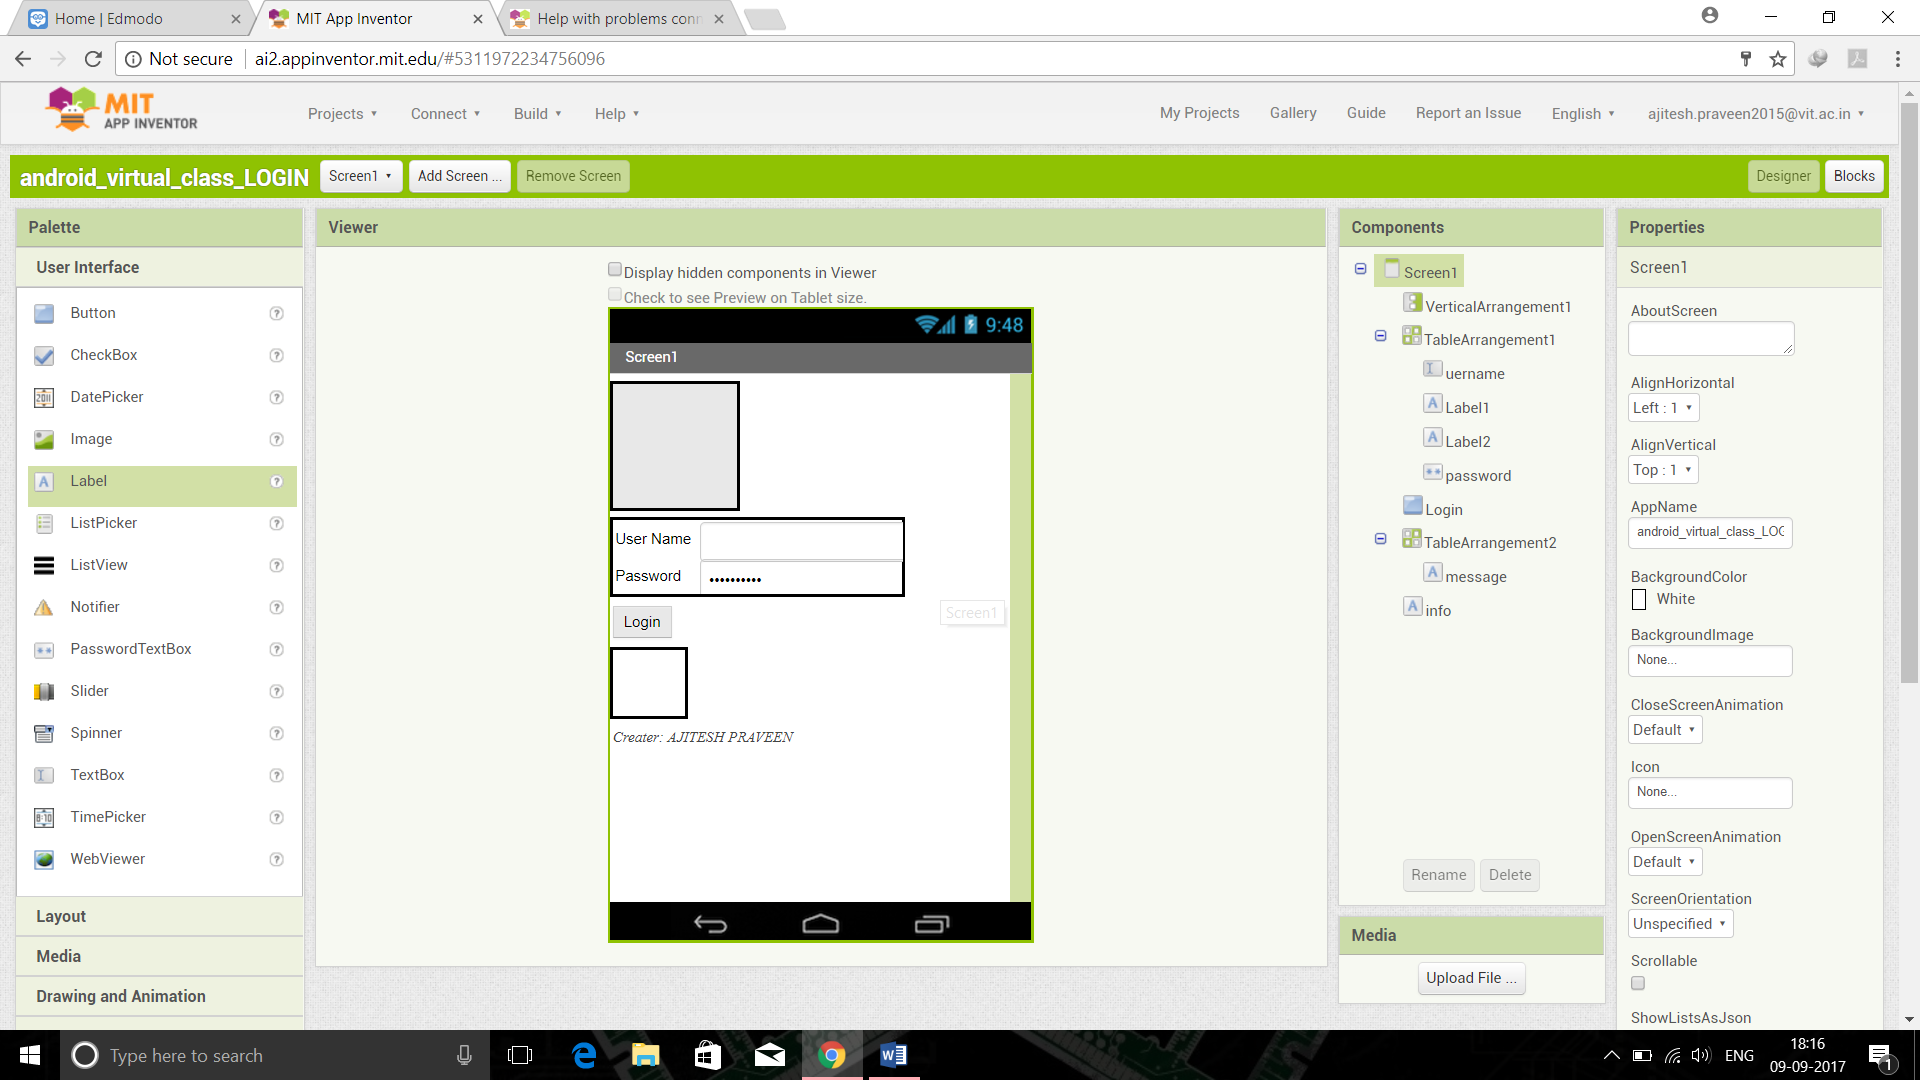 Home | Edmodo
MIT App Inventor
Help with problems conn
Not secure
ai2.appinventor.mit.edu/#5311972234756096
MIT
APP INVENTOR
Projects
Connect
Build
Help
My Projects
Gallery
Guide
Report an Issue
English
ajitesh.praveen2015@vit.ac.in
android_virtual_class_LOGIN
Screen1
Add Screen ...
Remove Screen
Designer
Blocks
Palette
User Interface
Button
CheckBox
DatePicker
Image
Label
ListPicker
ListView
Notifier
PasswordTextBox
Slider
Spinner
TextBox
TimePicker
WebViewer
Layout
Media
Drawing and Animation
Viewer
Display hidden components in Viewer
Check to see Preview on Tablet size.
9:48
Screen1
User Name
Password
••••••••••
Login
Screen1
Creater: AJITESH PRAVEEN
Components
Screen1
VerticalArrangement1
TableArrangement1
uername
Label1
Label2
password
Login
TableArrangement2
message
info
Rename
Delete
Media
Upload File ...
Properties
Screen1
AboutScreen
AlignHorizontal
Left : 1
AlignVertical
Top : 1
AppName
android_virtual_class_LOG
BackgroundColor
White
BackgroundImage
None...
CloseScreenAnimation
Default
Icon
None...
OpenScreenAnimation
Default
ScreenOrientation
Unspecified
Scrollable
ShowListsAsJson
Type here to search
ENG
18:16
09-09-2017
1